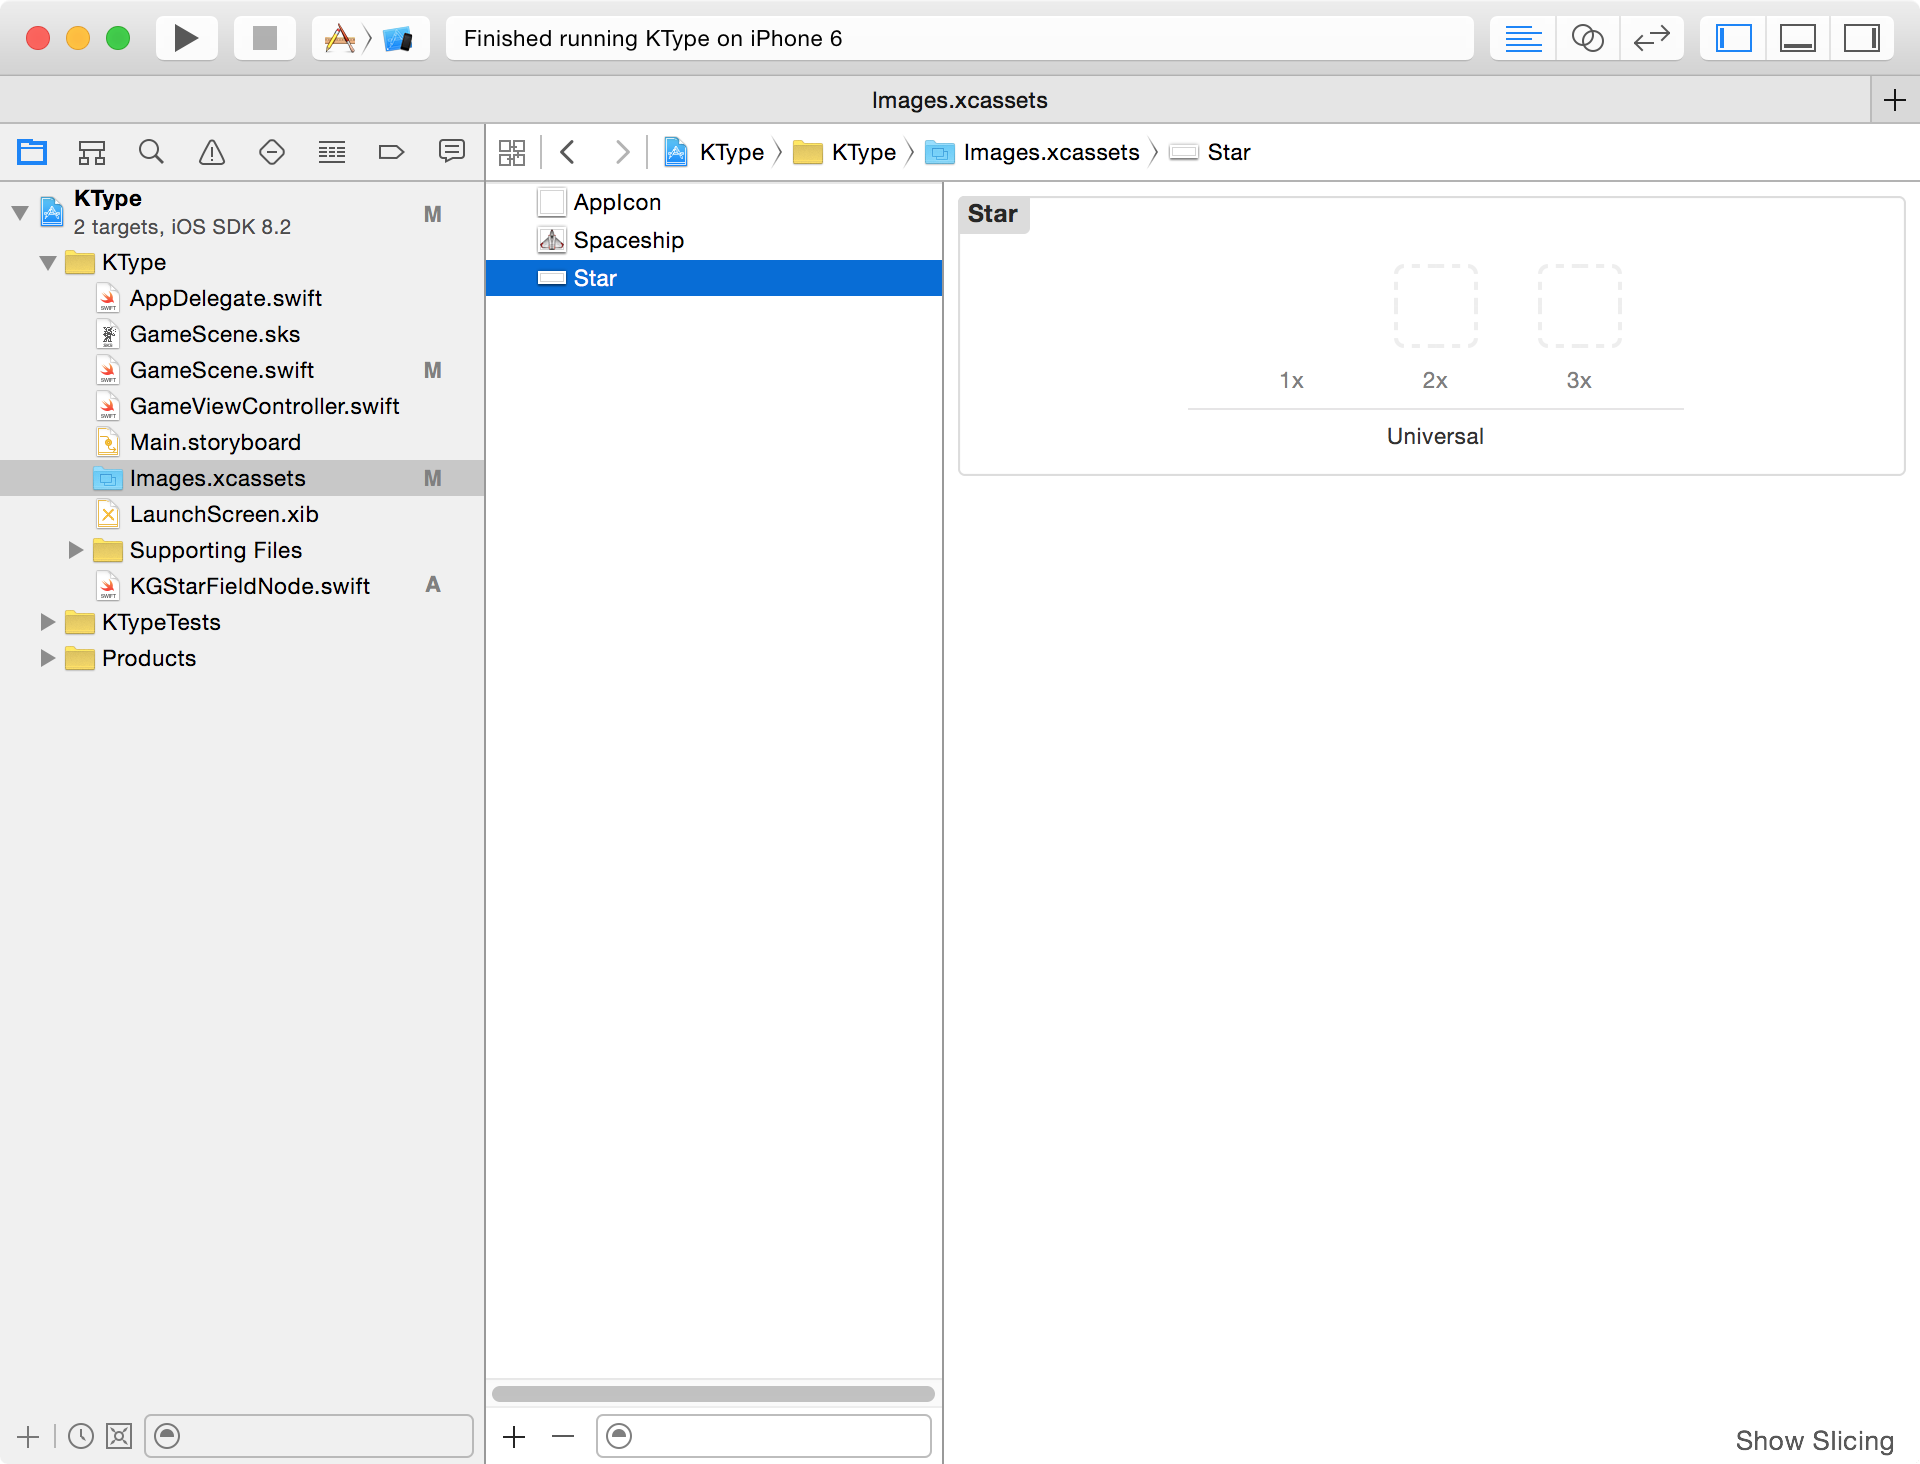 Finished running KType on iPhone 6
Images.xcassets
KType
2 targets, iOS SDK 8.2
M
KType
AppDelegate.swift
GameScene.sks
GameScene.swift
M
GameViewController.swift
Main.storyboard
Images.xcassets
M
LaunchScreen.xib
Supporting Files
KGStarFieldNode.swift
A
KTypeTests
Products
KType
KType
Images.xcassets
Star
AppIcon
Spaceship
Star
Star
1x
2x
3x
Universal
Show Slicing